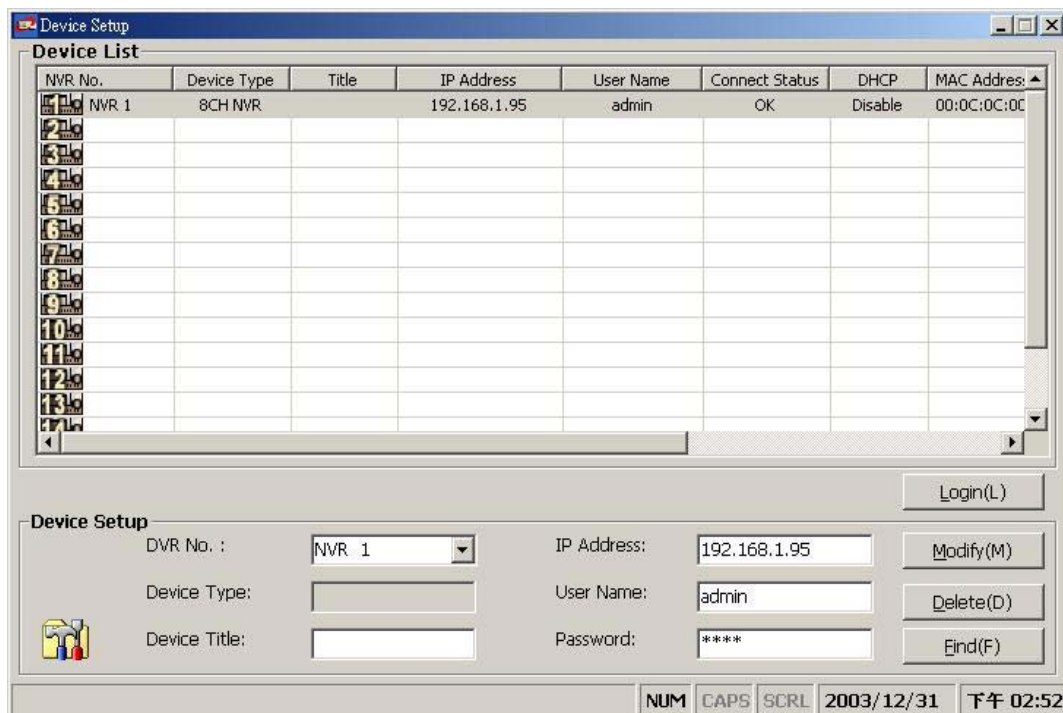 Device Setup
Device List
NVR No. Device Type Title IP Address User Name Connect Status DHCP MAC Addres
1 NVR 1 8CH NVR 192.168.1.95 admin OK Disable 00:0C:0C:0C
2
3
4
5
6
7
8
9
10
11
12
13
Login(L)
Device Setup
DVR No. : NVR 1 IP Address: 192.168.1.95 Modify(M)
Device Type: User Name: admin Delete(D)
Device Title: Password: **** Find(F)
NUM CAPS SCRL 2003/12/31 下午 02:52